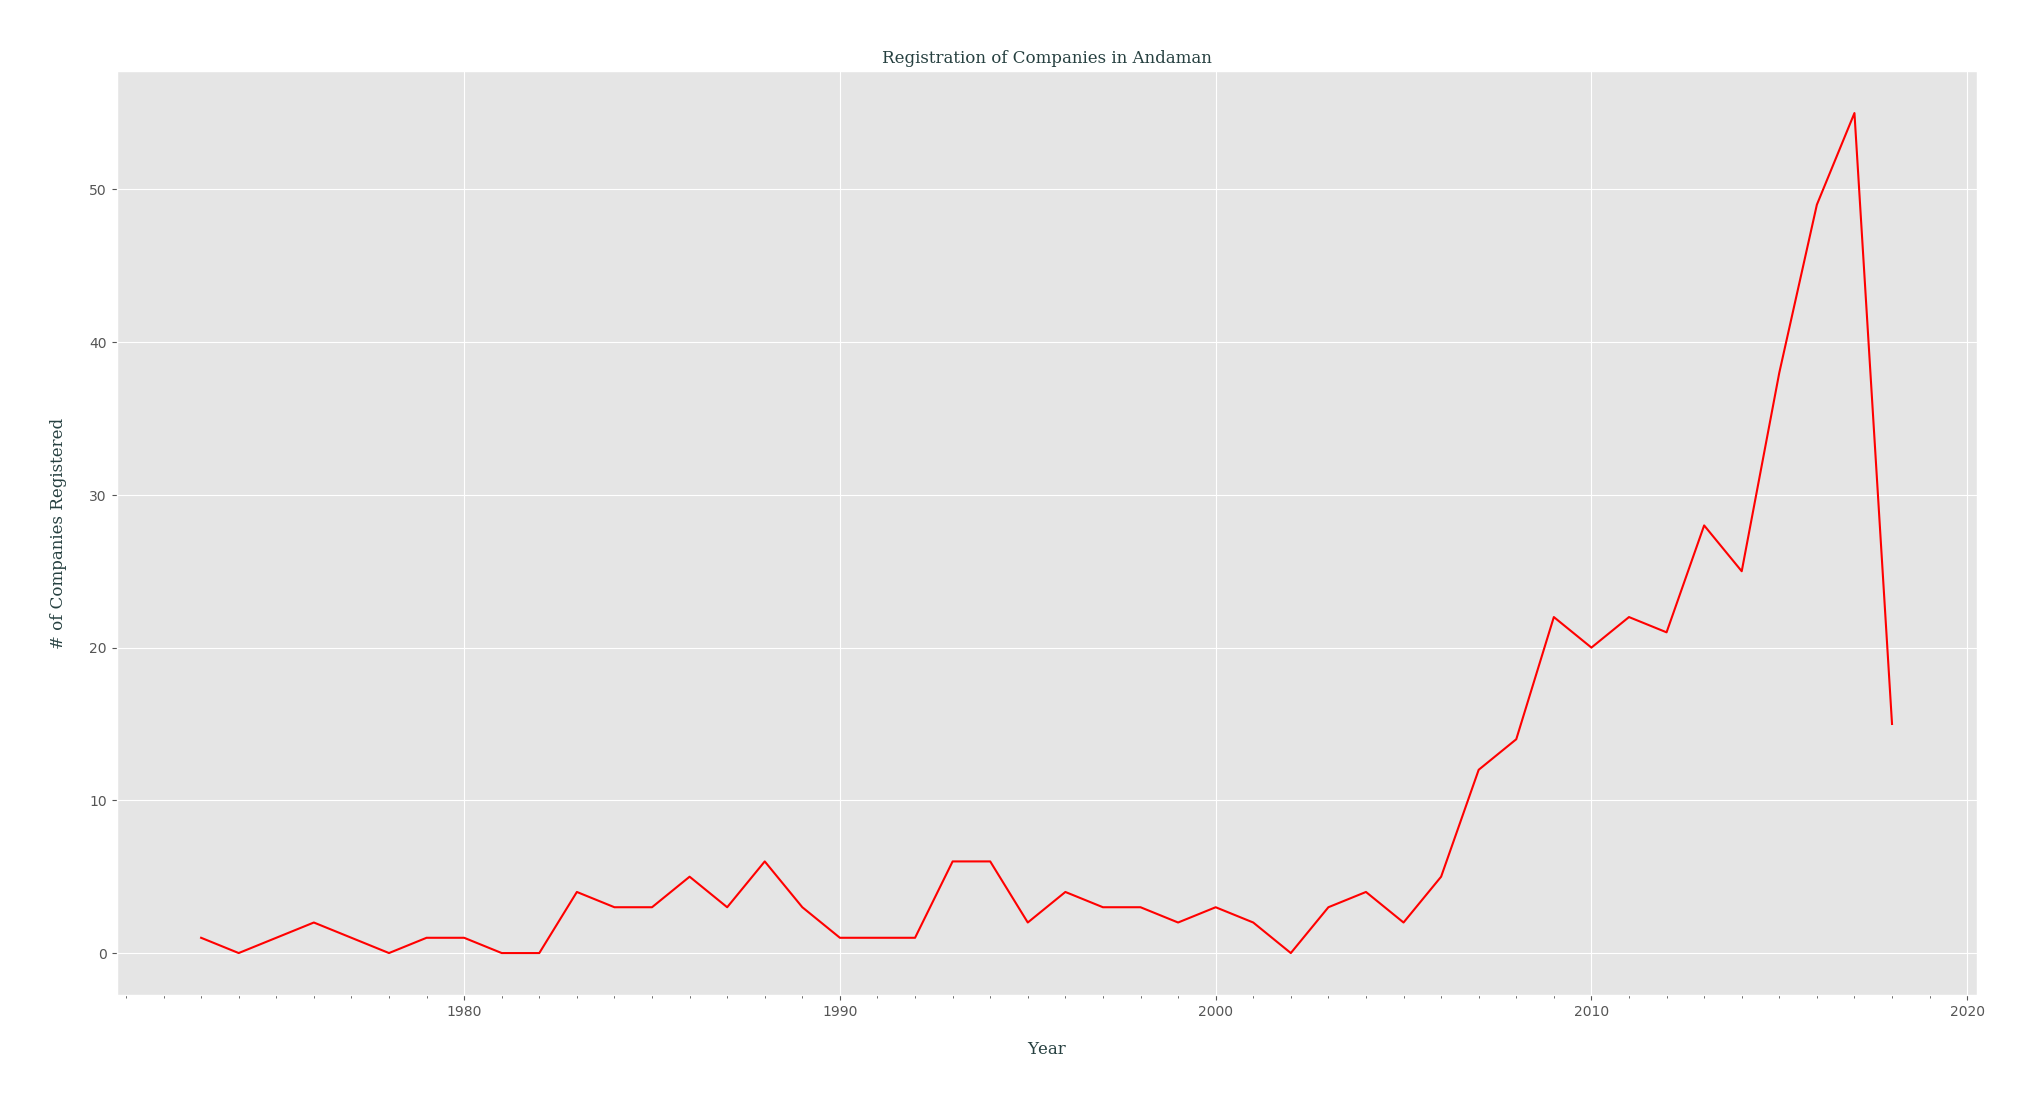 Registration of Companies in Andaman
50
40
30
20
10
0
# of Companies Registered
1980 1990 2000 2010 2020
Year